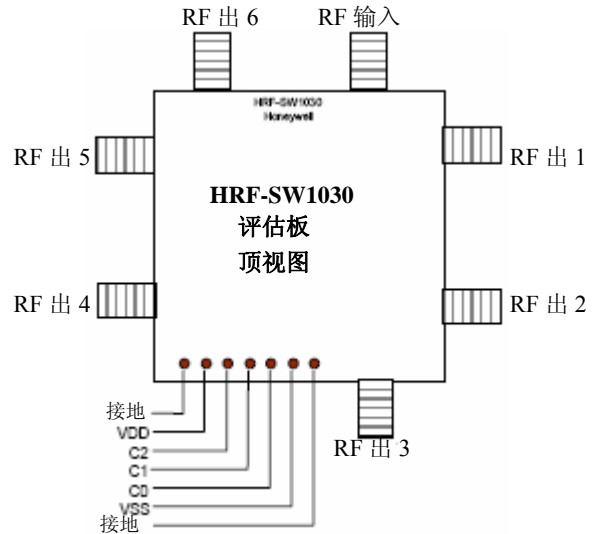 RF 出 6
RF 输入
HRF-SW1030
Honeywell
RF 出 5
RF 出 1
HRF-SW1030
评估板
顶视图
RF 出 4
RF 出 2
RF 出 3
接地
VDD
C2
C1
C0
VSS
接地